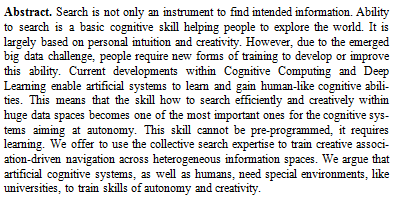 Abstract. Search is not only an instrument to find intended information. Ability
to search is a basic cognitive skill helping people to explore the world. It is
largely based on personal intuition and creativity. However, due to the emerged
big data challenge, people require new forms of training to develop or improve
this ability. Current developments within Cognitive Computing and Deep
Learning enable artificial systems to learn and gain human-like cognitive abili-
ties. This means that the skill how to search efficiently and creatively within
huge data spaces becomes one of the most important ones for the cognitive sys-
tems aiming at autonomy. This skill cannot be pre-programmed, it requires
learning. We offer to use the collective search expertise to train creative associ-
ation-driven navigation across heterogeneous information spaces. We argue that
artificial cognitive systems, as well as humans, need special environments, like
universities, to train skills of autonomy and creativity.